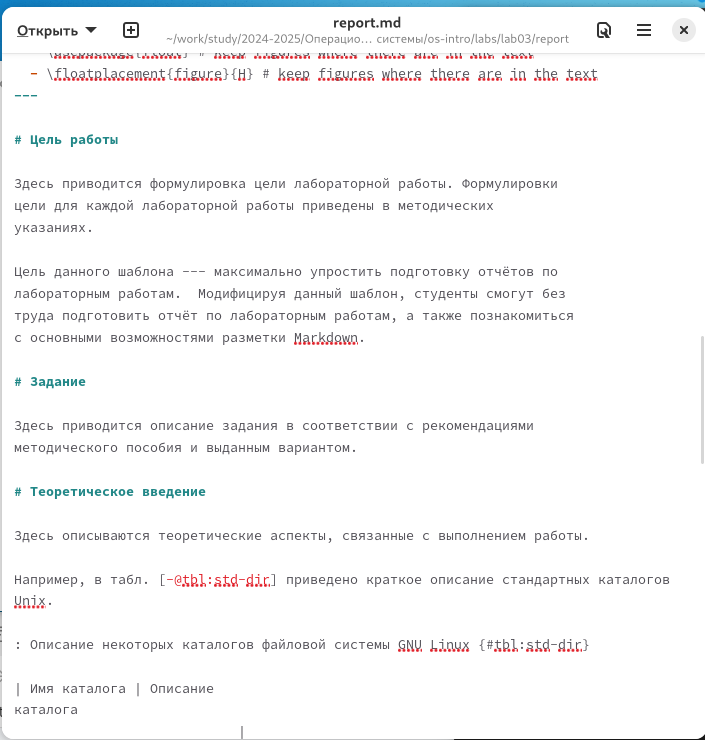 Открыть
report.md
~/work/study/2024-2025/Операцио… системы/os-intro/labs/lab03/report
- \floatplacement{figure}{H} # keep figures where there are in the text
---
# Цель работы
Здесь приводится формулировка цели лабораторной работы. Формулировки
цели для каждой лабораторной работы приведены в методических
указаниях.
Цель данного шаблона --- максимально упростить подготовку отчётов по
лабораторным работам.  Модифицируя данный шаблон, студенты смогут без
труда подготовить отчёт по лабораторным работам, а также познакомиться
с основными возможностями разметки Markdown.
# Задание
Здесь приводится описание задания в соответствии с рекомендациями
методического пособия и выданным вариантом.
# Теоретическое введение
Здесь описываются теоретические аспекты, связанные с выполнением работы.
Например, в табл. [-@tbl:std-dir] приведено краткое описание стандартных каталогов
Unix.
: Описание некоторых каталогов файловой системы GNU Linux {#tbl:std-dir}
| Имя каталога | Описание
каталога
|